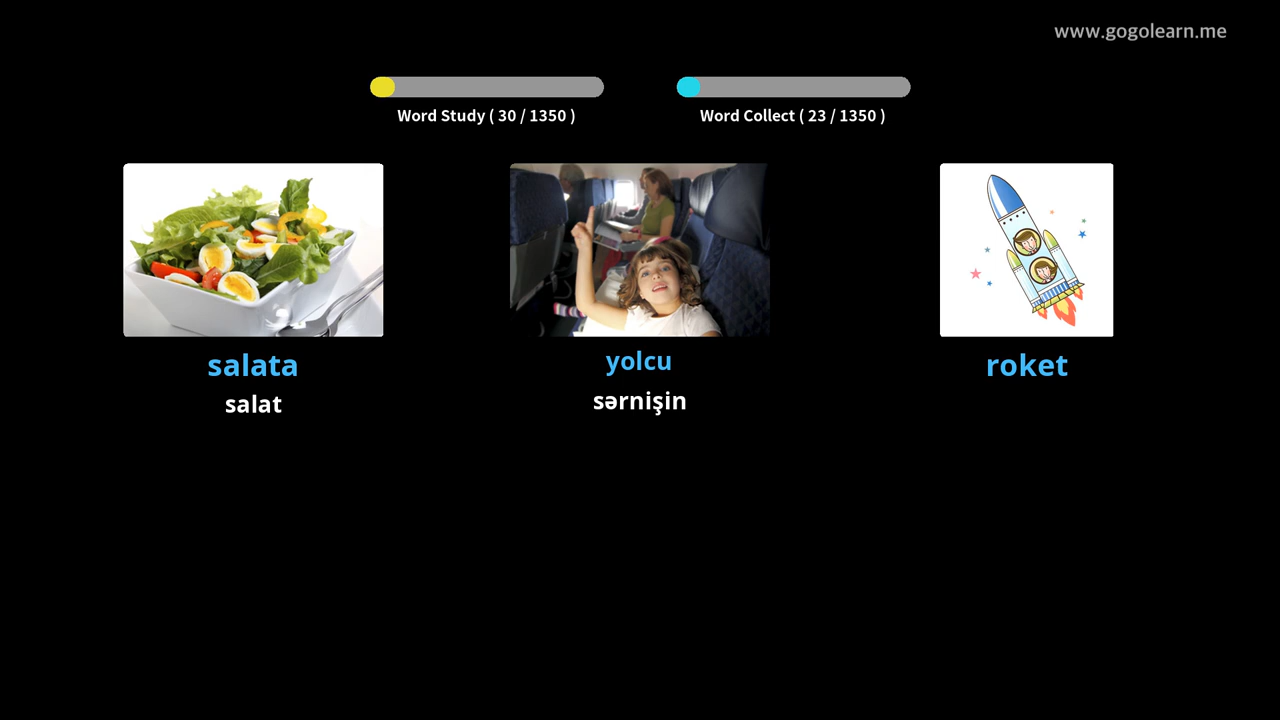 www.gogolearn.me
Word Study ( 30 / 1350 )
Word Collect ( 23 / 1350 )
salata
salat
yolcu
sərnişin
roket